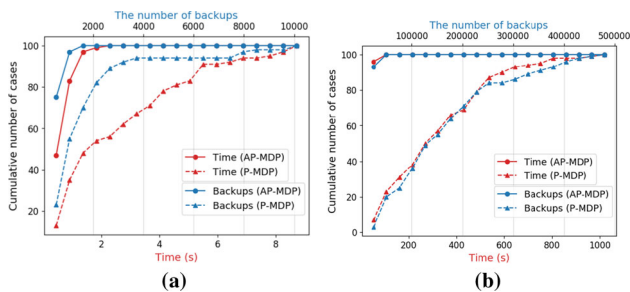 The number of backups
2000 4000 6000 8000 10000
Cumulative number of cases
100
80
60
40
20
Time (AP-MDP)
Time (P-MDP)
Backups (AP-MDP)
Backups (P-MDP)
2 4 6 8
Time (s)
(a)
The number of backups
100000 200000 300000 400000 500000
Cumulative number of cases
100
80
60
40
20
0
Time (AP-MDP)
Time (P-MDP)
Backups (AP-MDP)
Backups (P-MDP)
200 400 600 800 1000
Time (s)
(b)